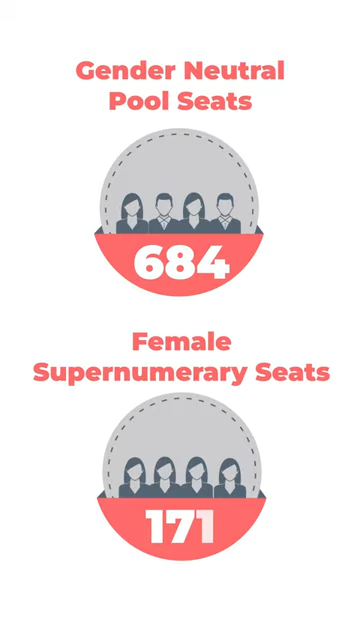 Gender Neutral
Pool Seats
684
Female
Supernumerary Seats
171